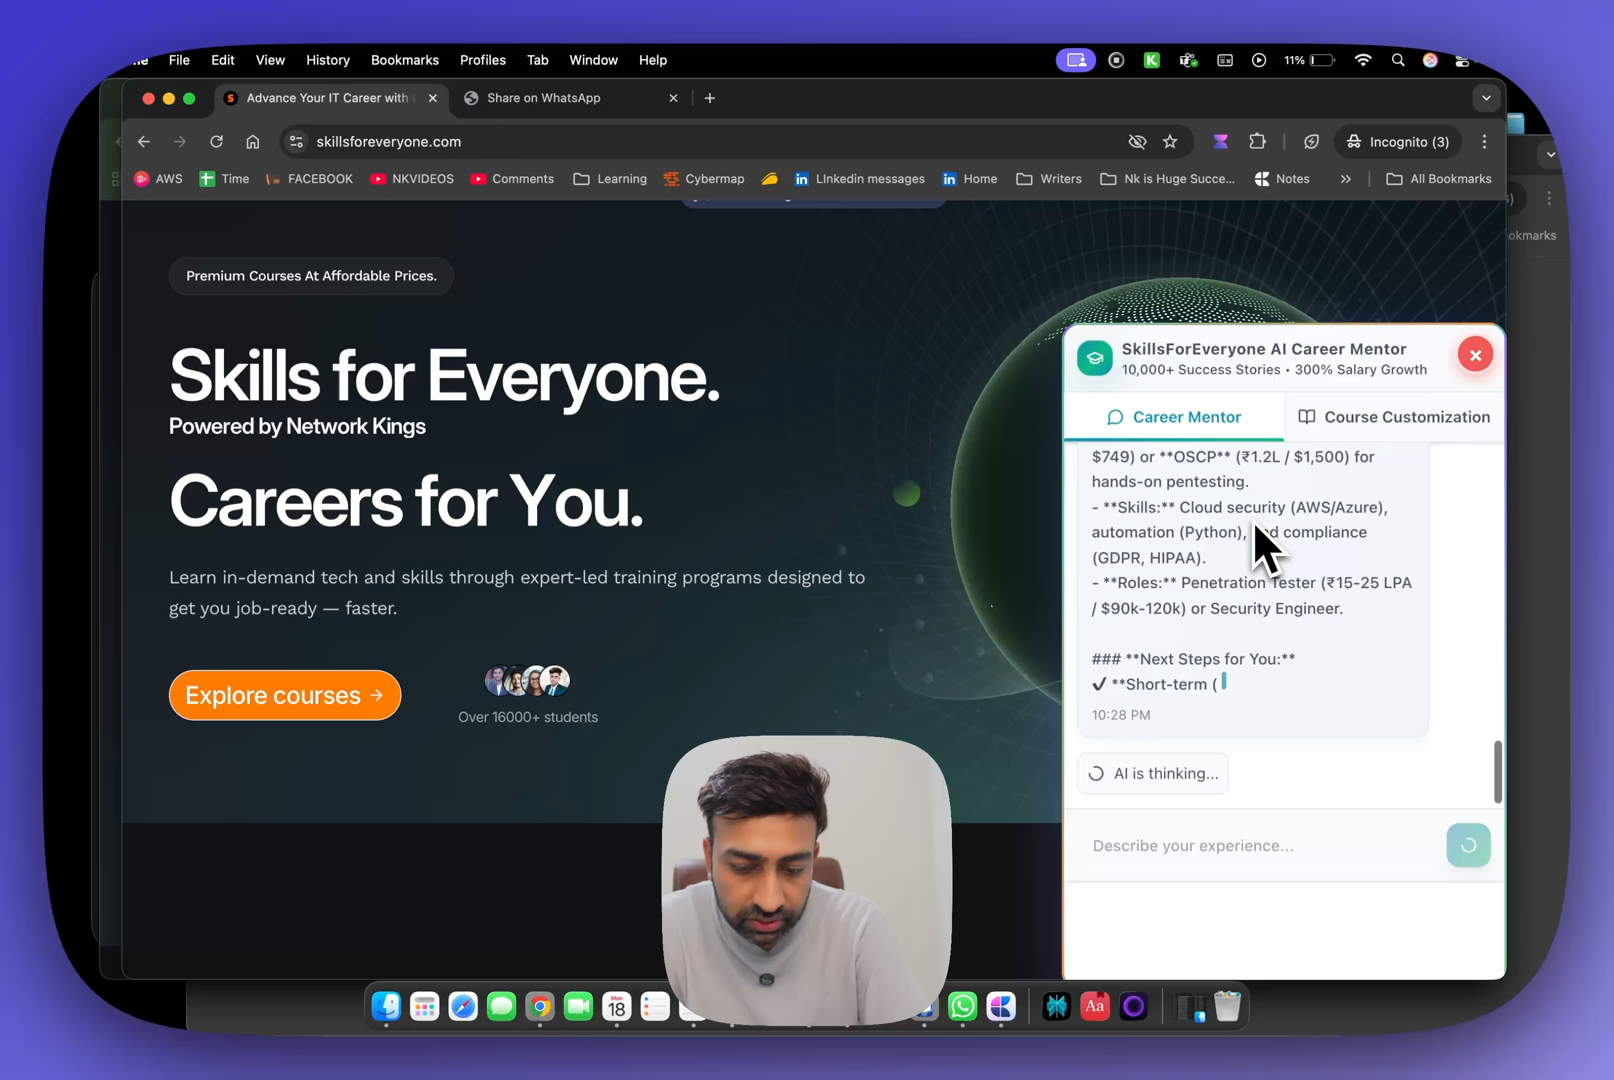 File Edit View History Bookmarks Profiles Tab Window Help
11%
Advance Your IT Career with
Share on WhatsApp
skillsforeveryone.com
Incognito (3)
AWS Time FACEBOOK NKVIDEOS Comments Learning Cybermap LInkedin messages Home Writers Nk is Huge Succe... Notes >> All Bookmarks
okmarks
Premium Courses At Affordable Prices.
Skills for Everyone.
Powered by Network Kings
Careers for You.
Learn in-demand tech and skills through expert-led training programs designed to
get you job-ready — faster.
Explore courses →
Over 16000+ students
SkillsForEveryone AI Career Mentor
10,000+ Success Stories • 300% Salary Growth
Career Mentor
Course Customization
$749) or **OSCP** (₹1.2L / $1,500) for
hands-on pentesting.
- **Skills:** Cloud security (AWS/Azure),
automation (Python), and compliance
(GDPR, HIPAA).
- **Roles:** Penetration Tester (₹15-25 LPA
/ $90k-120k) or Security Engineer.
### **Next Steps for You:**
✔ **Short-term (
10:28 PM
AI is thinking...
Describe your experience...
Mon
18
Aa